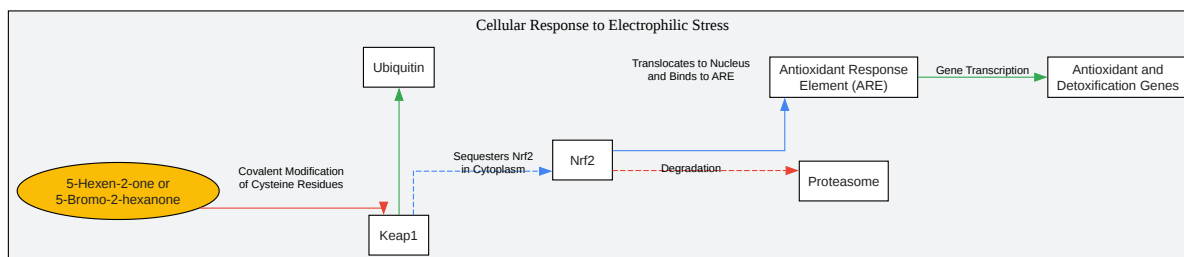 Cellular Response to Electrophilic Stress
Ubiquitin
Translocates to Nucleus
and Binds to ARE
Antioxidant Response
Element (ARE)
Gene Transcription
Antioxidant and
Detoxification Genes
5-Hexen-2-one or
5-Bromo-2-hexanone
Covalent Modification
of Cysteine Residues
Sequesters Nrf2
in Cytoplasm
Nrf2
Degradation
Proteasome
Keap1